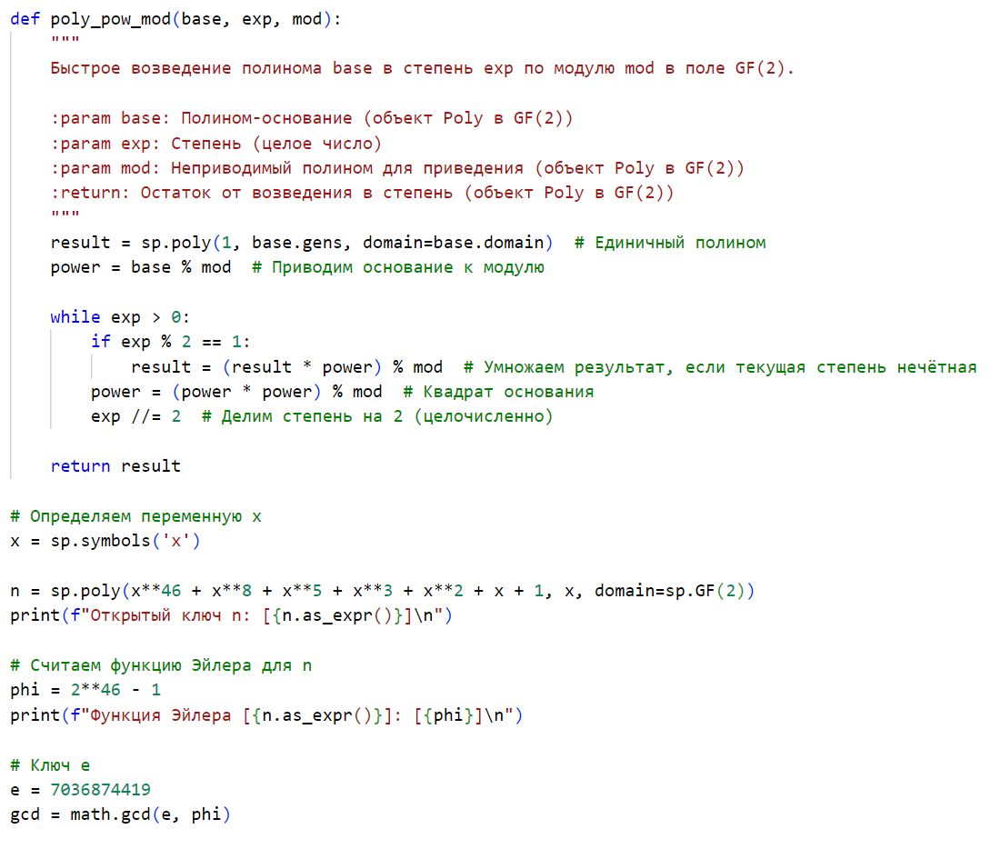 def poly_pow_mod(base, exp, mod):
    """
    Быстрое возведение полинома base в степень exp по модулю mod в поле GF(2).

    :param base: Полином-основание (объект Poly в GF(2))
    :param exp: Степень (целое число)
    :param mod: Неприводимый полином для приведения (объект Poly в GF(2))
    :return: Остаток от возведения в степень (объект Poly в GF(2))
    """
    result = sp.poly(1, base.gens, domain=base.domain)  # Единичный полином
    power = base % mod  # Приводим основание к модулю

    while exp > 0:
        if exp % 2 == 1:
            result = (result * power) % mod  # Умножаем результат, если текущая степень нечётная
        power = (power * power) % mod  # Квадрат основания
        exp //= 2  # Делим степень на 2 (целочисленно)

    return result

# Определяем переменную x
x = sp.symbols('x')

n = sp.poly(x**46 + x**8 + x**5 + x**3 + x**2 + x + 1, x, domain=sp.GF(2))
print(f"Открытый ключ n: [{n.as_expr()}]\n")

# Считаем функцию Эйлера для n
phi = 2**46 - 1
print(f"Функция Эйлера [{n.as_expr()}]: [{phi}]\n")

# Ключ e
e = 7036874419
gcd = math.gcd(e, phi)